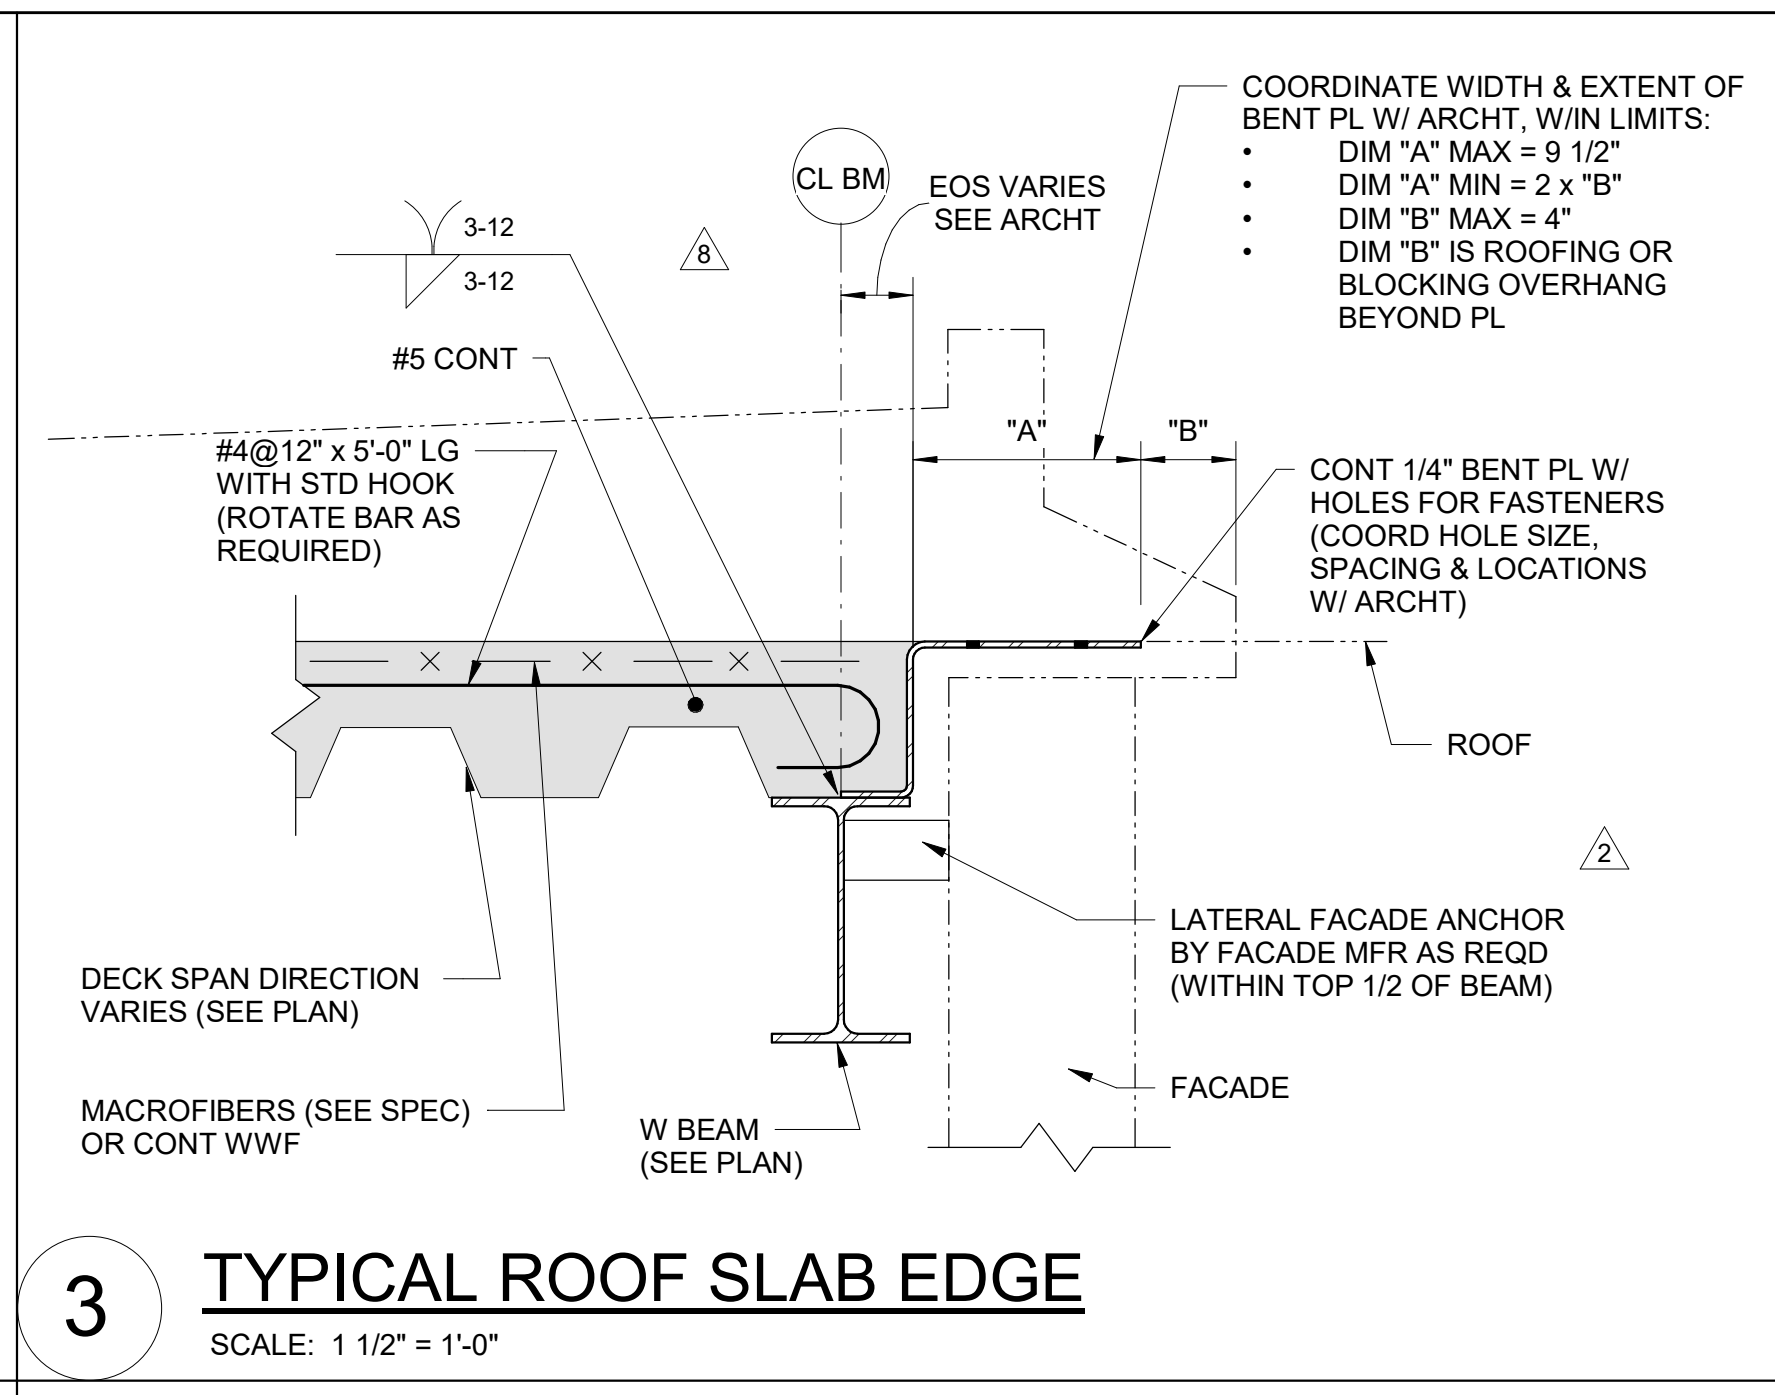 COORDINATE WIDTH & EXTENT OF
BENT PL W/ ARCHT, W/IN LIMITS:
• DIM "A" MAX = 9 1/2"
• DIM "A" MIN = 2 x "B"
• DIM "B" MAX = 4"
• DIM "B" IS ROOFING OR
BLOCKING OVERHANG
BEYOND PL
CL BM
EOS VARIES
SEE ARCHT
3-12
3-12
8
#5 CONT
"A"
"B"
#4@12" x 5'-0" LG
WITH STD HOOK
(ROTATE BAR AS
REQUIRED)
CONT 1/4" BENT PL W/
HOLES FOR FASTENERS
(COORD HOLE SIZE,
SPACING & LOCATIONS
W/ ARCHT)
ROOF
2
LATERAL FACADE ANCHOR
BY FACADE MFR AS REQD
(WITHIN TOP 1/2 OF BEAM)
DECK SPAN DIRECTION
VARIES (SEE PLAN)
FACADE
MACROFIBERS (SEE SPEC)
OR CONT WWF
W BEAM
(SEE PLAN)
3
TYPICAL ROOF SLAB EDGE
SCALE: 1 1/2" = 1'-0"